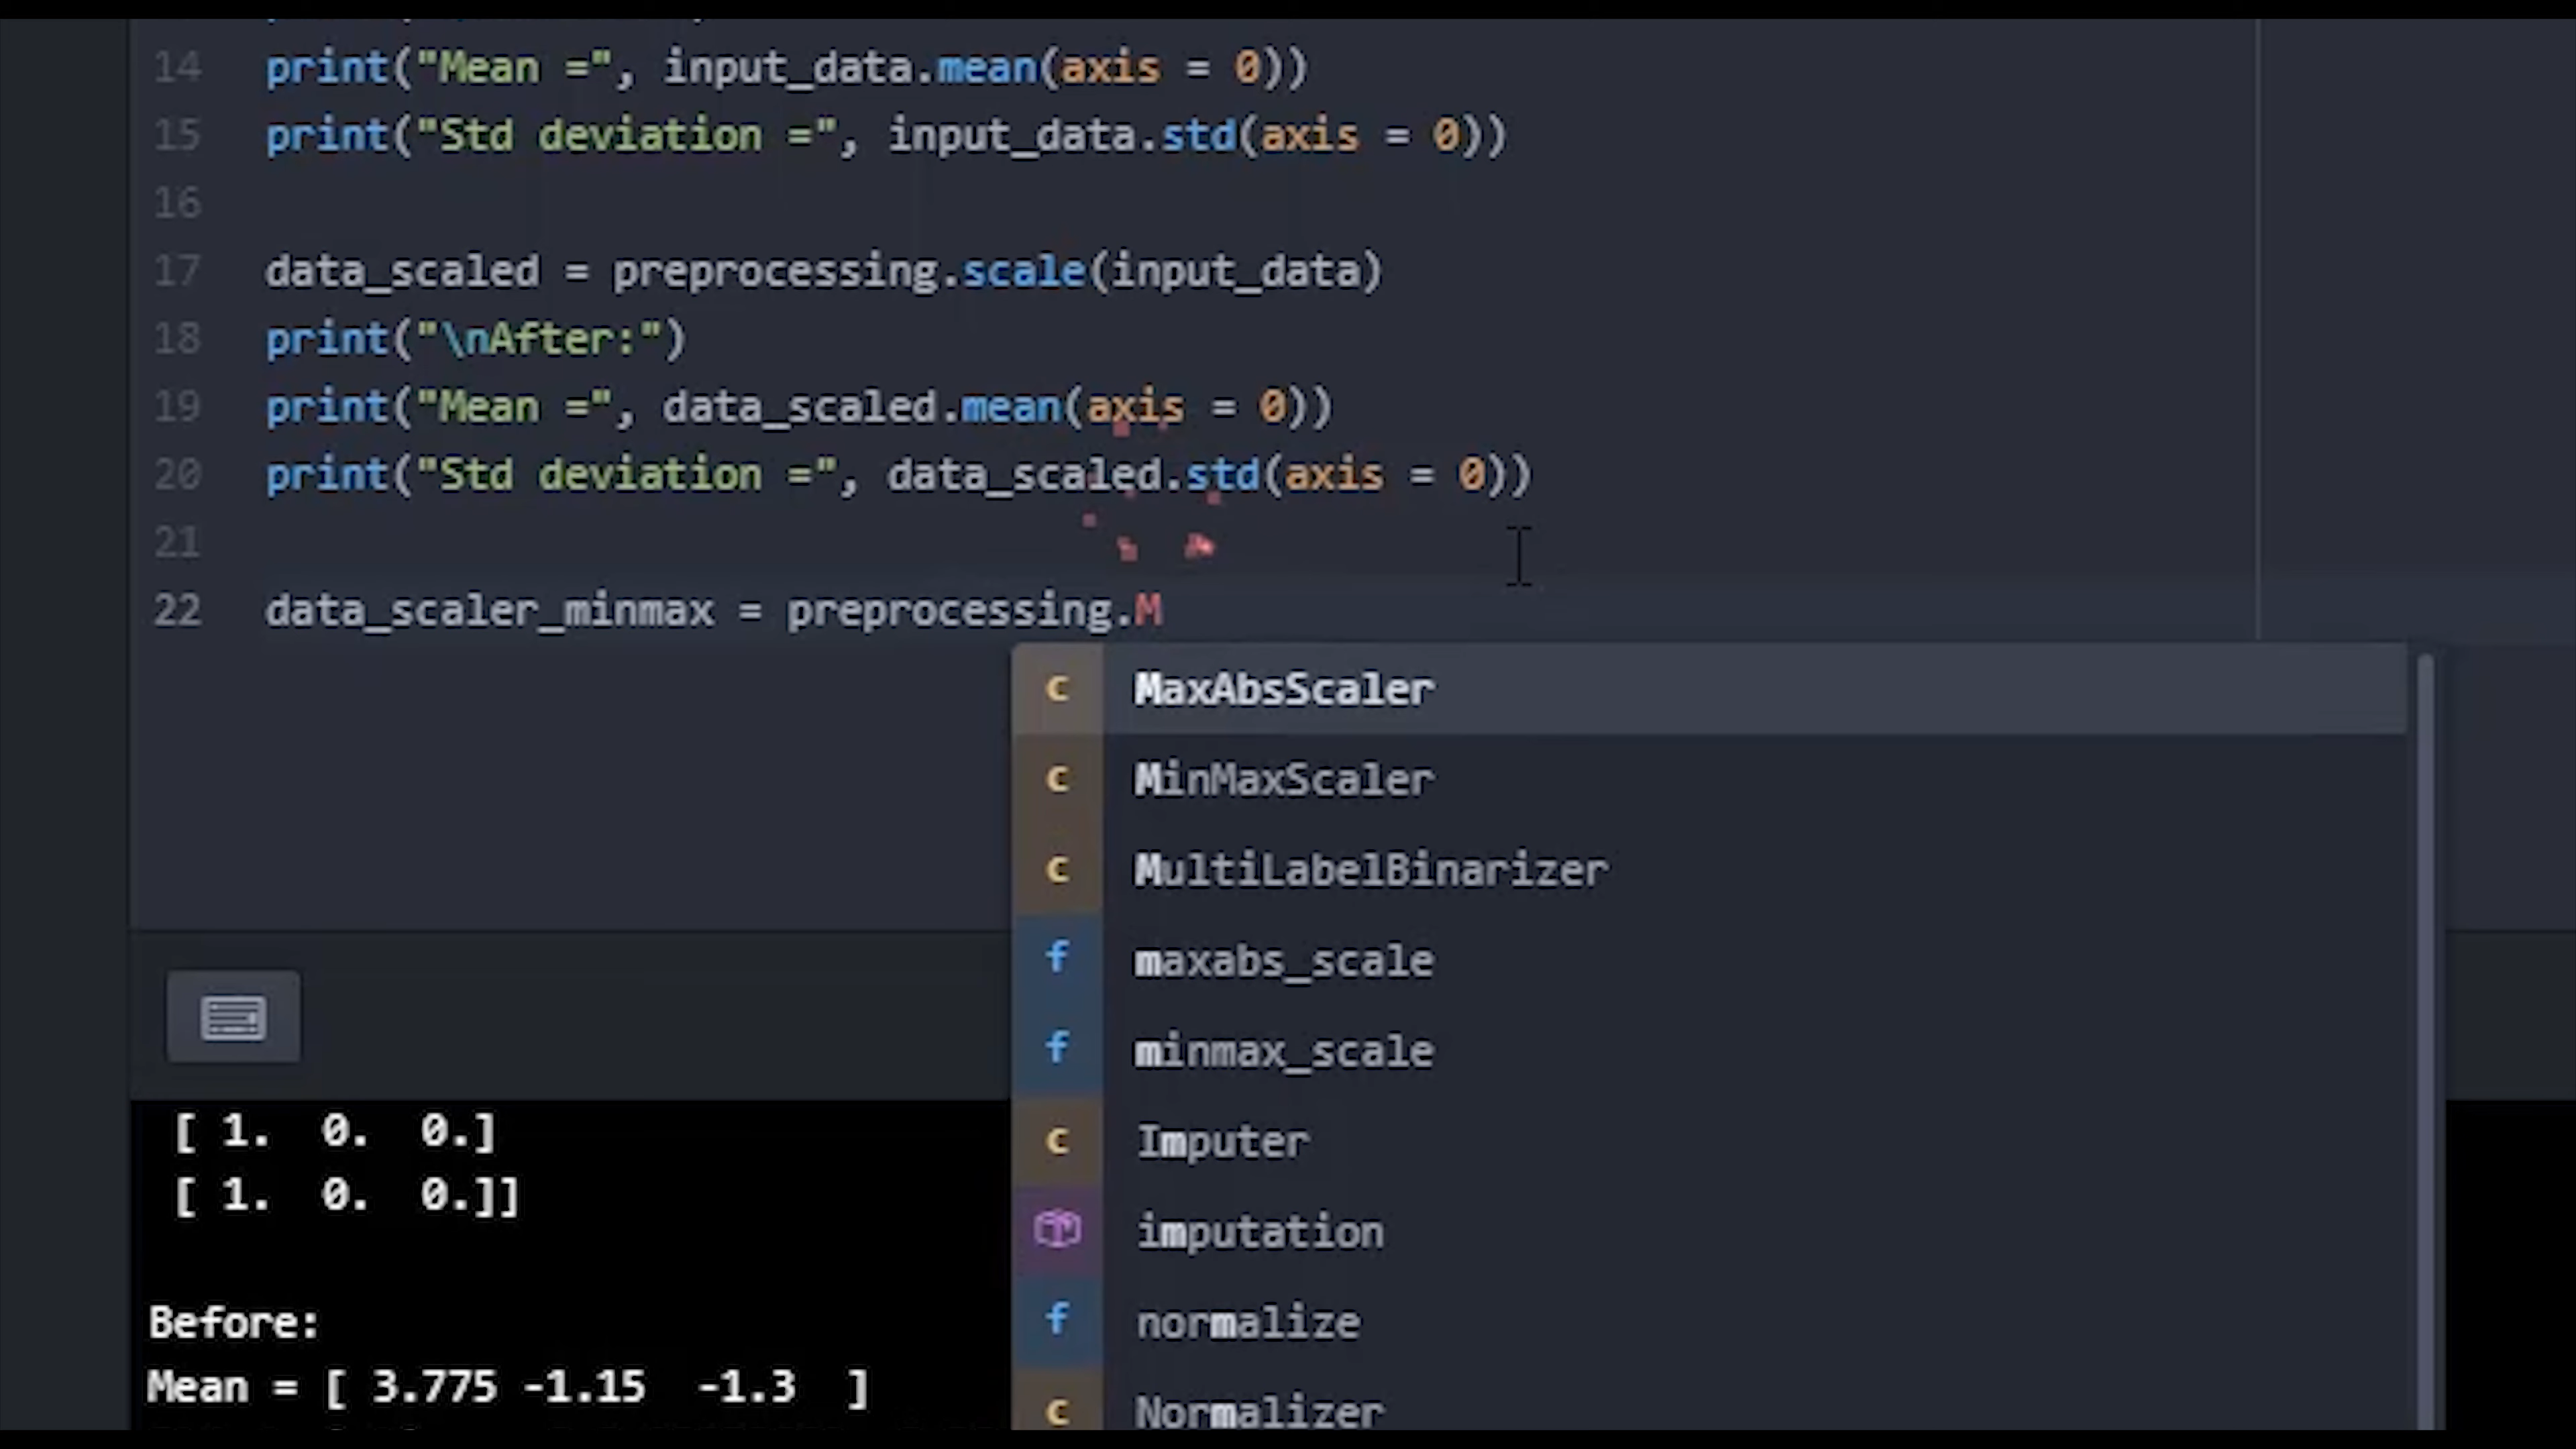 14 print("Mean =", input_data.mean(axis = 0))
15 print("Std deviation =", input_data.std(axis = 0))
16
17 data_scaled = preprocessing.scale(input_data)
18 print("\nAfter:")
19 print("Mean =", data_scaled.mean(axis = 0))
20 print("Std deviation =", data_scaled.std(axis = 0))
21
22 data_scaler_minmax = preprocessing.M
c MaxAbsScaler
c MinMaxScaler
c MultiLabelBinarizer
f maxabs_scale
f minmax_scale
c Imputer
imputation
f normalize
c Normalizer
[ 1. 0. 0.]
[ 1. 0. 0.]]
Before:
Mean = [ 3.775 -1.15 -1.3 ]